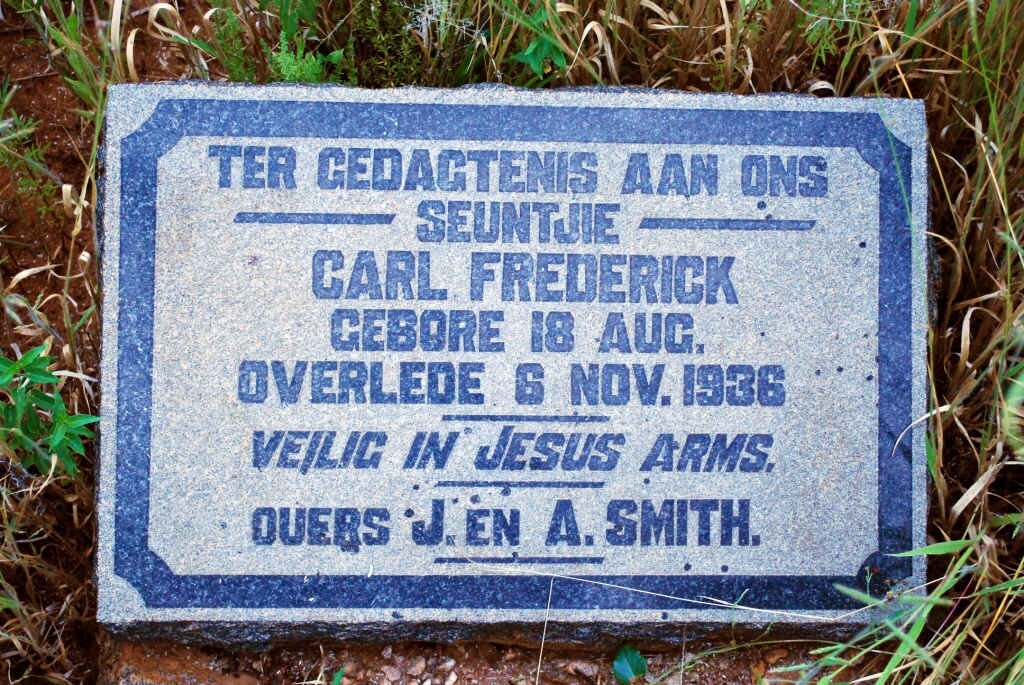 TER GEDAGTENIS AAN ONS
SEUNTJIE
CARL FREDERICK
GEBORE 18 AUG.
OVERLEDE 6 NOV. 1936
VEILIG IN JESUS ARMS.
OUERS J. EN A. SMITH.